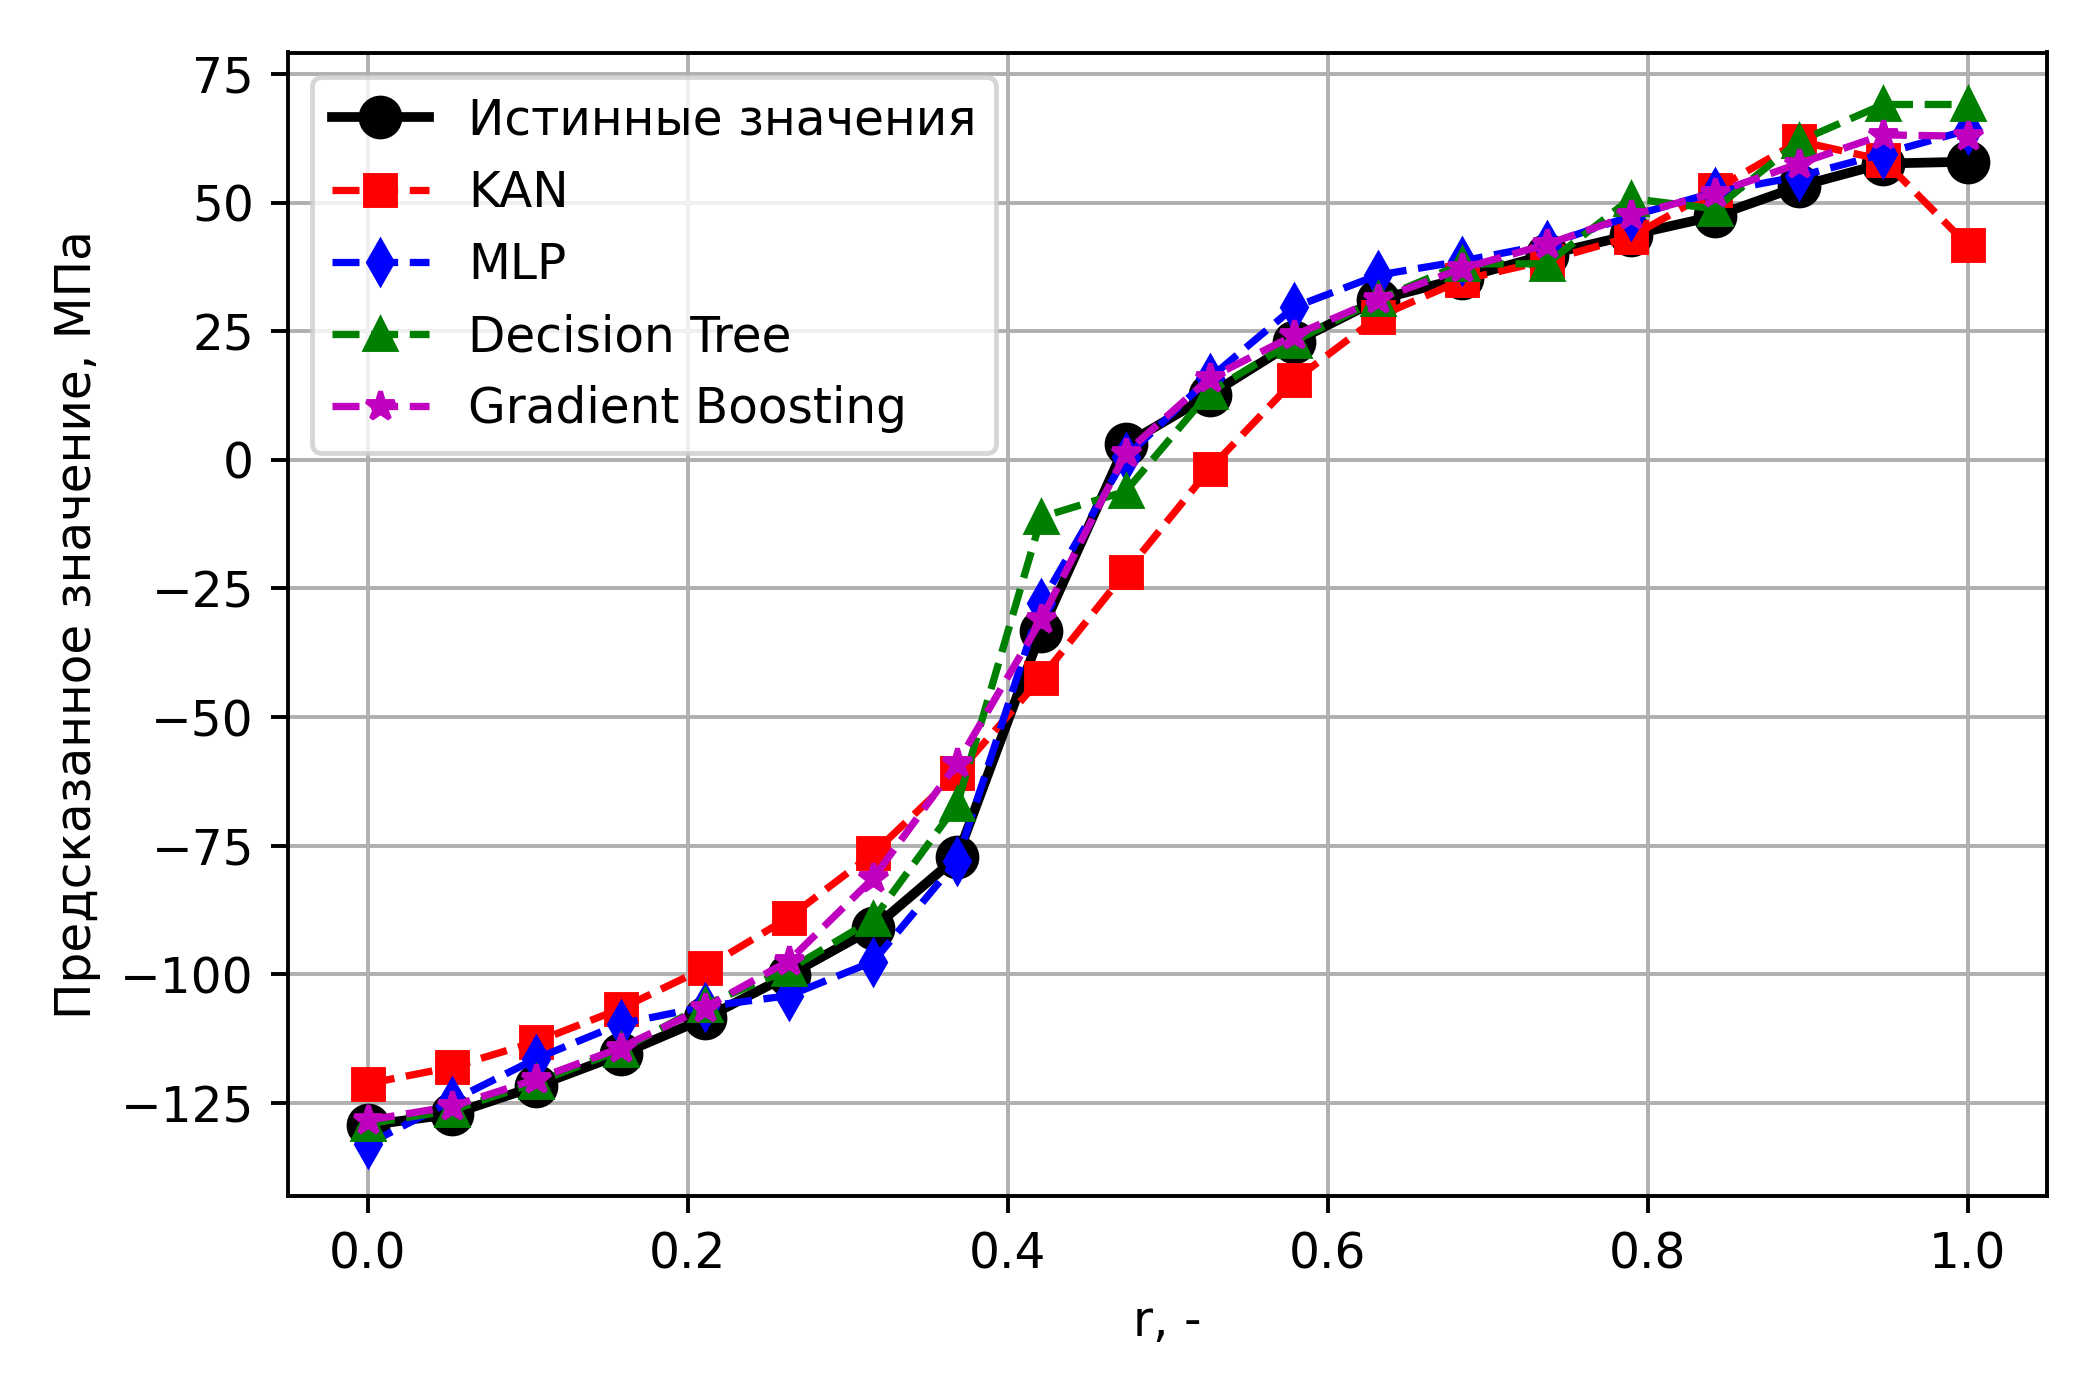 75
50
25
0
−25
−50
−75
−100
−125
Предсказанное значение, МПа
Истинные значения
KAN
MLP
Decision Tree
Gradient Boosting
0.0 0.2 0.4 0.6 0.8 1.0
r, -